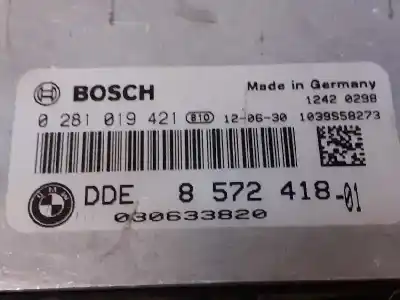 BOSCH
Made in Germany
1242 0298
0 281 019 421 B10 12-06-30 1039S58273
DDE 8 572 418-01
030633820